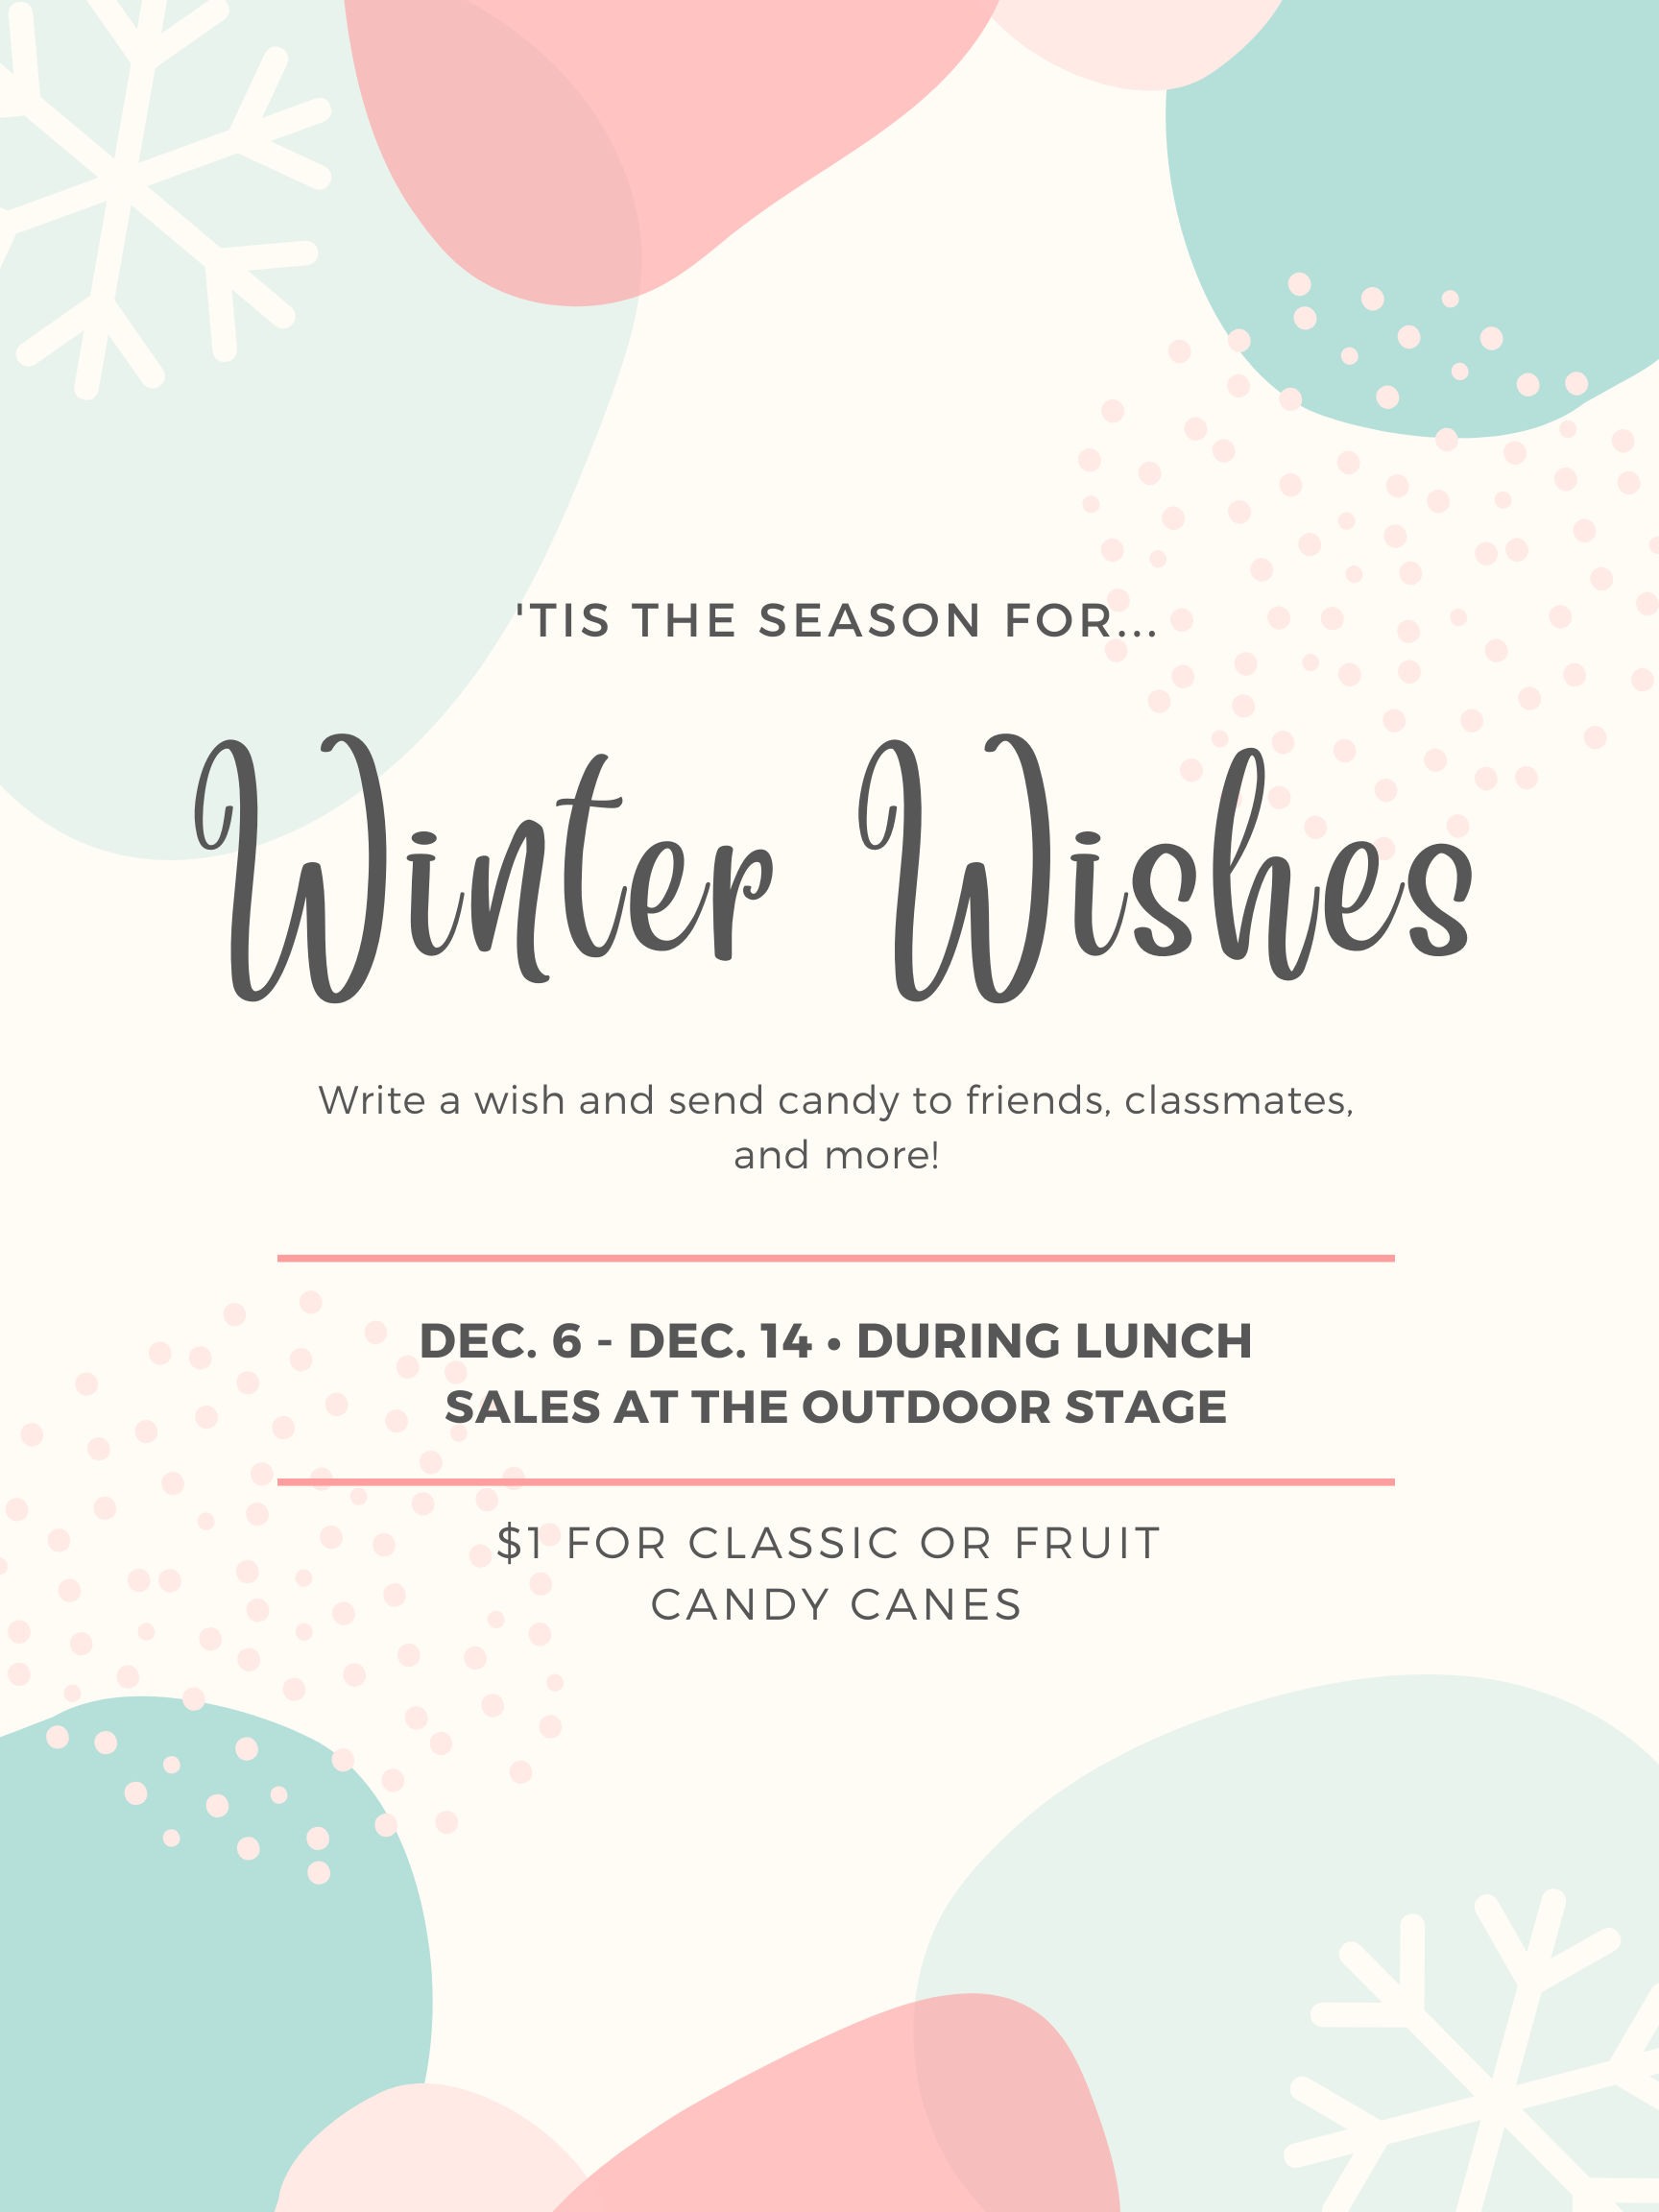 'TIS THE SEASON FOR...
Winter Wishes
Write a wish and send candy to friends, classmates,
and more!
DEC. 6 - DEC. 14 • DURING LUNCH
SALES AT THE OUTDOOR STAGE
$1 FOR CLASSIC OR FRUIT
CANDY CANES